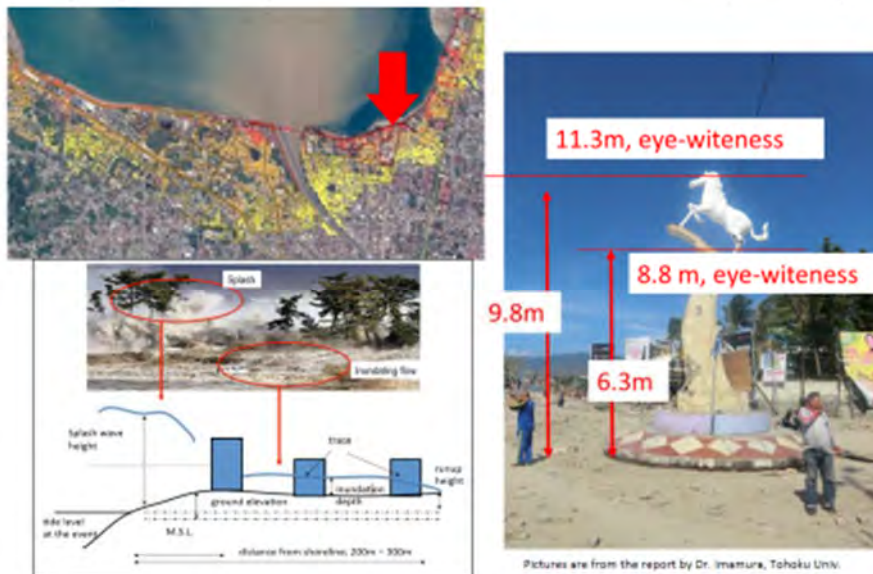 11.3m, eye-witeness
8.8 m, eye-witeness
9.8m
6.3m
Splash
Inundating flow
Splash wave
height
trace
runup
height
inundation
depth
ground elevation
tide level
at the event
M.S.L.
distance from shoreline, 200m ~ 300m
Pictures are from the report by Dr. Imamura, Tohoku Univ.